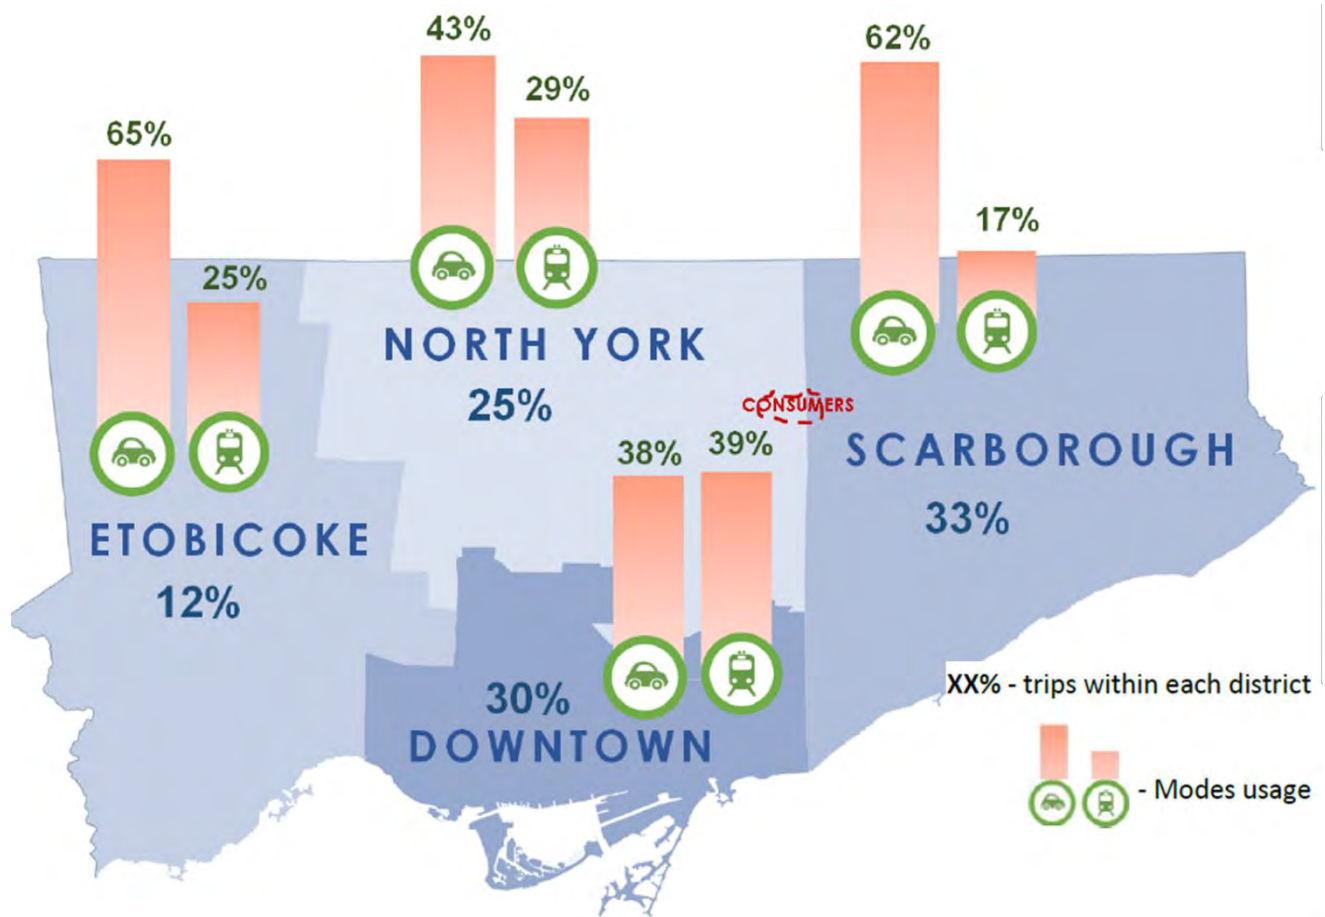 43%
62%
29%
65%
17%
25%
NORTH YORK
25%
CONSUMERS
38%
39%
SCARBOROUGH
33%
ETOBICOKE
12%
30%
DOWNTOWN
XX% - trips within each district
- Modes usage